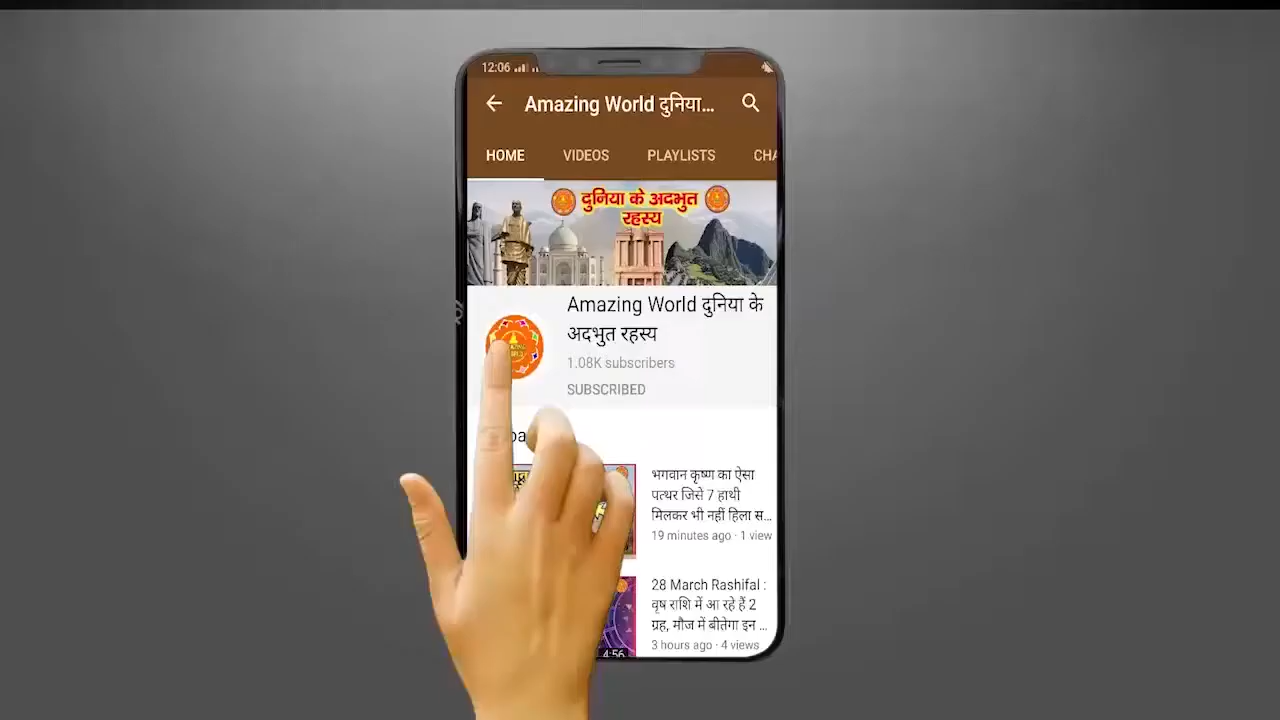 12:06
Amazing World दुनिया...
HOME VIDEOS PLAYLISTS CHA
दुनिया के अदभुत
रहस्य
Amazing World दुनिया के
अदभुत रहस्य
1.08K subscribers
SUBSCRIBED
भगवान कृष्ण का ऐसा
पत्थर जिसे 7 हाथी
मिलकर भी नहीं हिला स...
19 minutes ago · 1 view
28 March Rashifal :
वृष राशि में आ रहे हैं 2
ग्रह, मौज में बीतेगा इन ...
3 hours ago · 4 views
4:56